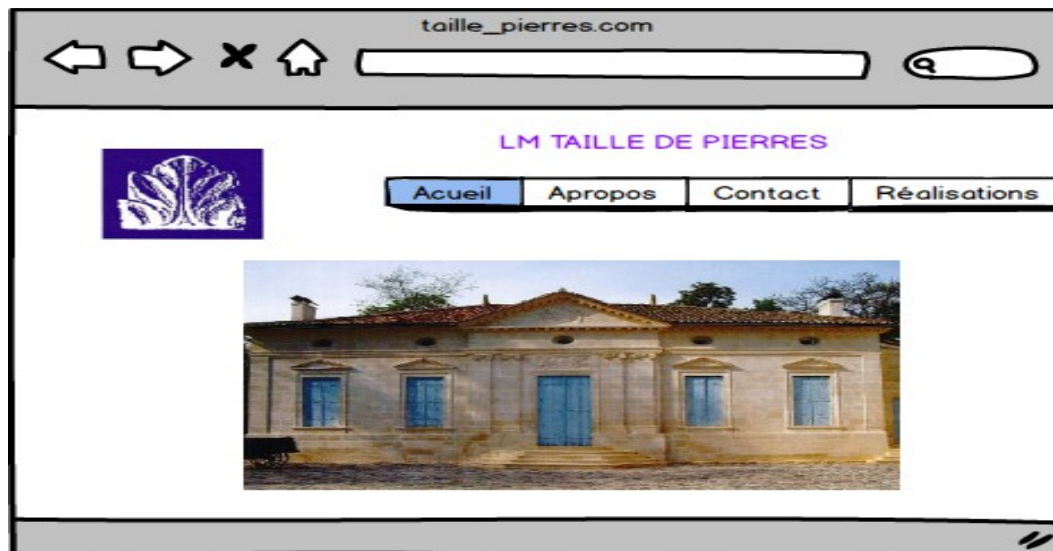 taille_pierres.com
LM TAILLE DE PIERRES
Acueil Apropos Contact Réalisations